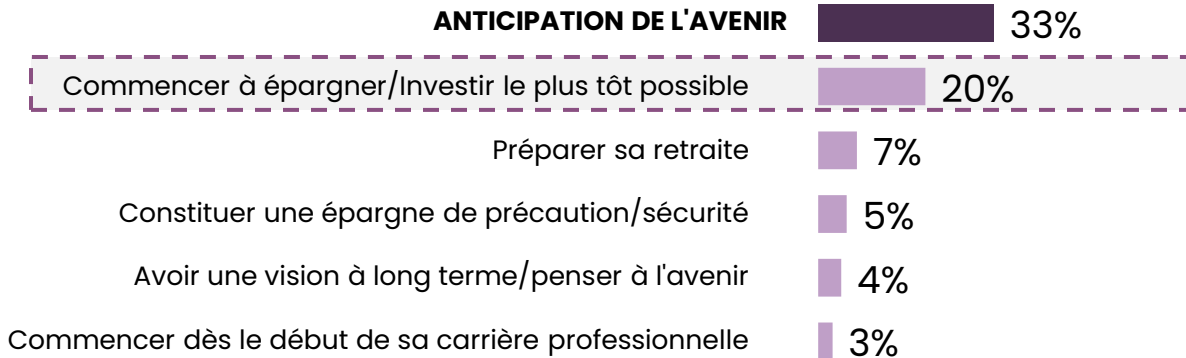 ANTICIPATION DE L'AVENIR 33%
Commencer à épargner/Investir le plus tôt possible 20%
Préparer sa retraite 7%
Constituer une épargne de précaution/sécurité 5%
Avoir une vision à long terme/penser à l'avenir 4%
Commencer dès le début de sa carrière professionnelle 3%